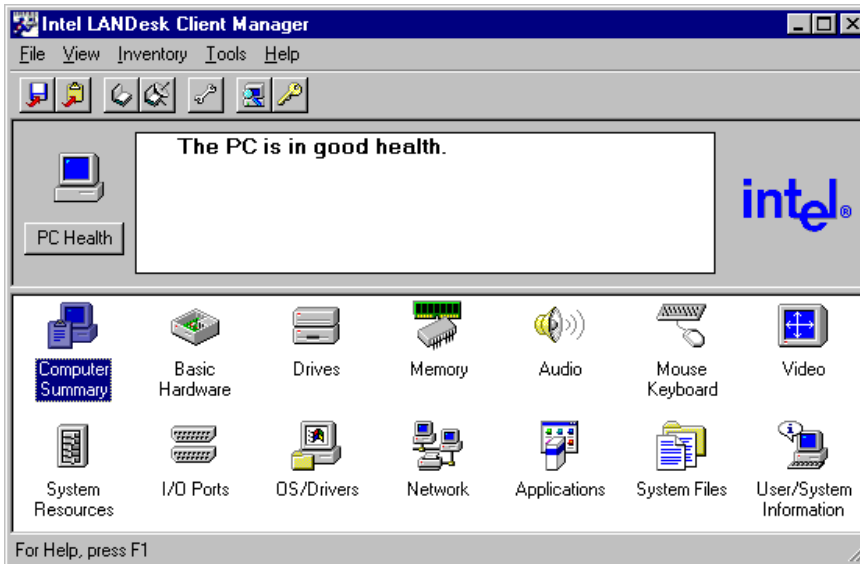 Intel LANDesk Client Manager
File View Inventory Tools Help
The PC is in good health.
intel®
PC Health
Computer Summary
Basic Hardware
Drives
Memory
Audio
Mouse Keyboard
Video
System Resources
I/O Ports
OS/Drivers
Network
Applications
System Files
User/System Information
For Help, press F1